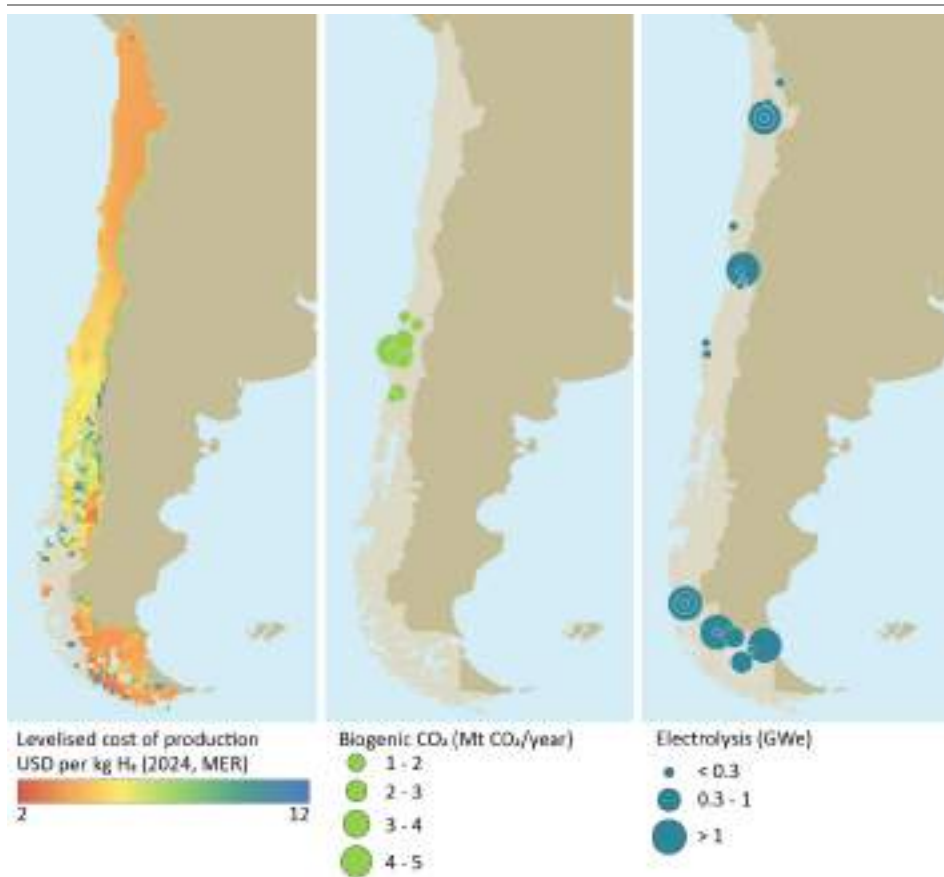 Levelised cost of production
USD per kg H₂ (2024, MER)
2 12
Biogenic CO₂ (Mt CO₂/year)
1 - 2
2 - 3
3 - 4
4 - 5
Electrolysis (GWe)
< 0.3
0.3 - 1
> 1